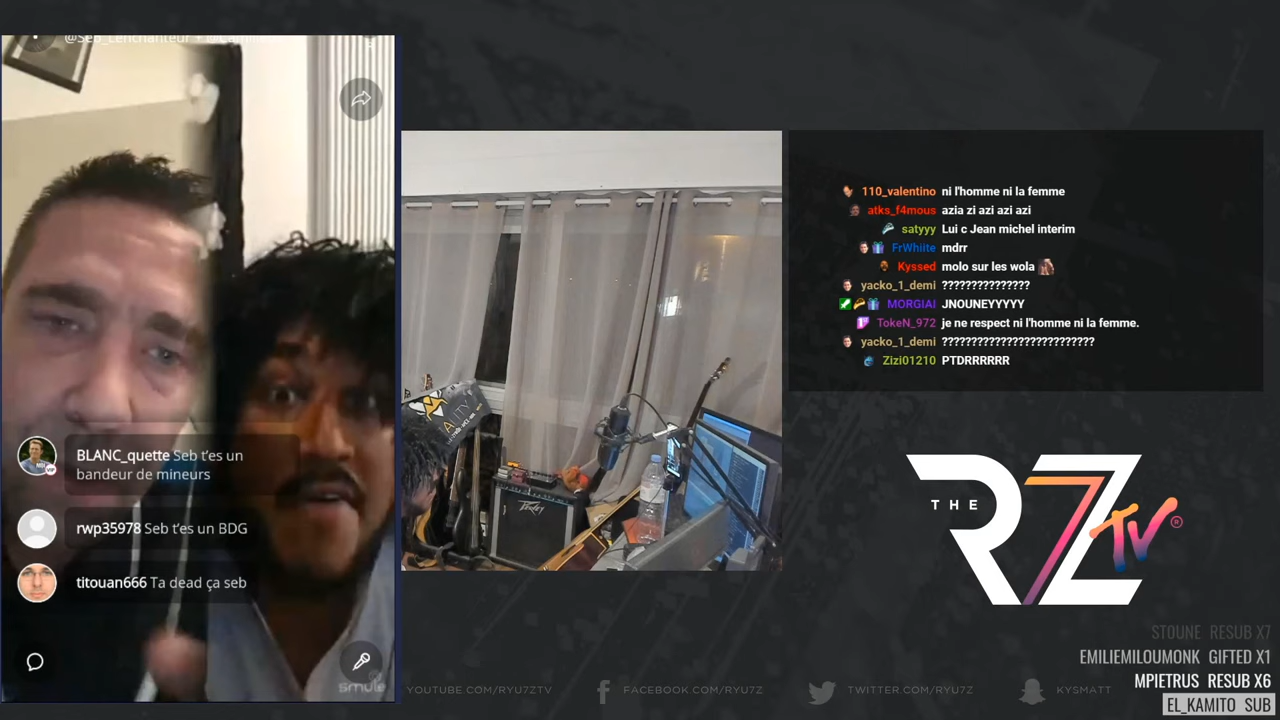 @Seb_Lenchanteur
BLANC_quette Seb t'es un
bandeur de mineurs
rwp35978 Seb t'es un BDG
titouan666 Ta dead ça seb
smule
Peavey
110_valentino ni l'homme ni la femme
atks_f4mous azia zi azi azi azi
satyyy Lui c Jean michel interim
FrWhiite mdrr
Kyssed molo sur les wola
yacko_1_demi ???????????????
MORGIAI JNOUNEYYYYY
TokeN_972 je ne respect ni l'homme ni la femme.
yacko_1_demi ??????????????????????????
Zizi01210 PTDRRRRRR
THE
R7Z
TV®
STOUNE RESUB X7
EMILIEMILOUMONK GIFTED X1
MPIETRUS RESUB X6
EL_KAMITO SUB
YOUTUBE.COM/RYU7ZTV
FACEBOOK.COM/RYU7Z
TWITTER.COM/RYU7Z
KYSMATT